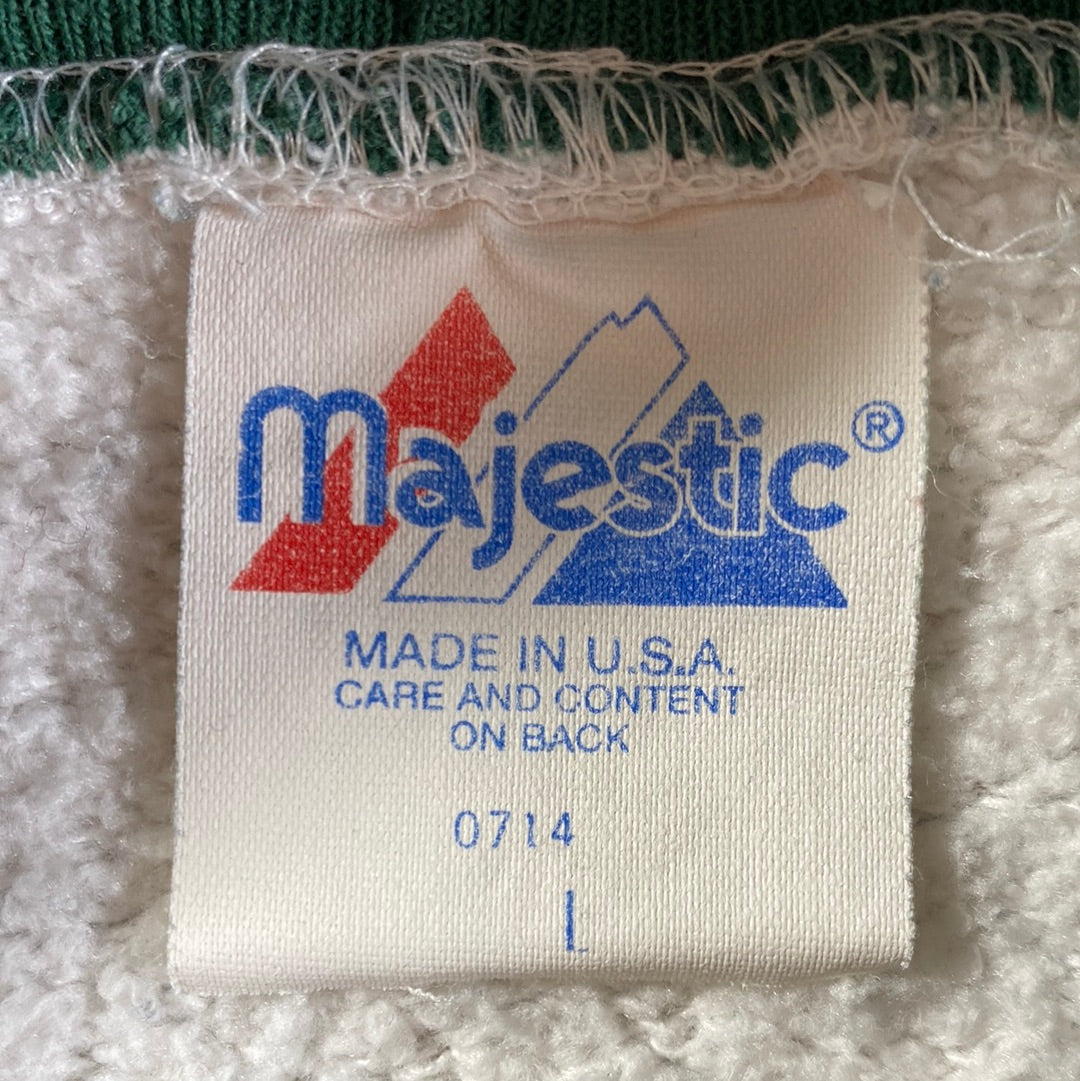 majestic®
MADE IN U.S.A.
CARE AND CONTENT
ON BACK
0714
L